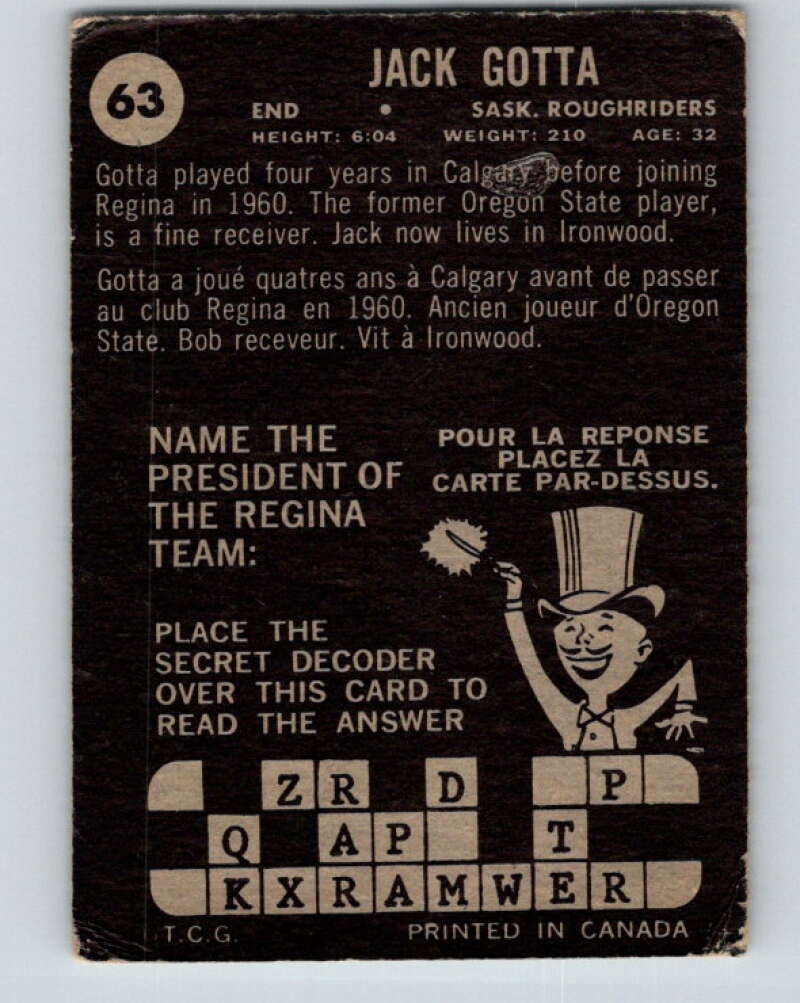 63
JACK GOTTA
END • SASK. ROUGHRIDERS
HEIGHT: 6:04 WEIGHT: 210 AGE: 32
Gotta played four years in Calgary before joining
Regina in 1960. The former Oregon State player,
is a fine receiver. Jack now lives in Ironwood.
Gotta a joué quatres ans à Calgary avant de passer
au club Regina en 1960. Ancien joueur d'Oregon
State. Bob receveur. Vit à Ironwood.
NAME THE
PRESIDENT OF
THE REGINA
TEAM:
POUR LA REPONSE
PLACEZ LA
CARTE PAR-DESSUS.
PLACE THE
SECRET DECODER
OVER THIS CARD TO
READ THE ANSWER
Z R D P
Q A P T
K X R A M W E R
T.C.G. PRINTED IN CANADA